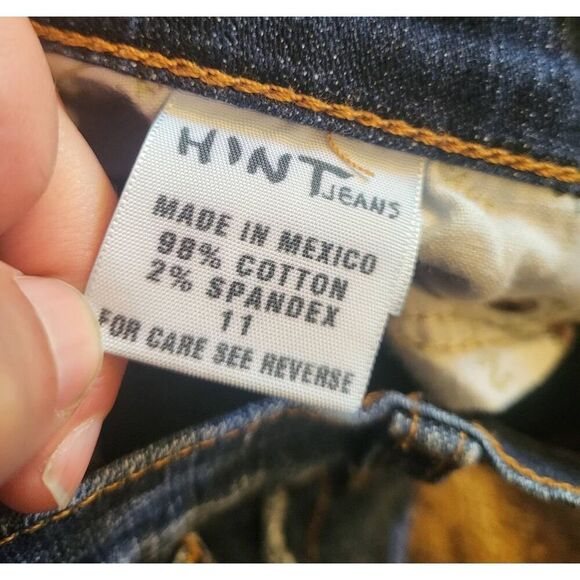 HINT JEANS
MADE IN MEXICO
98% COTTON
2% SPANDEX
11
FOR CARE SEE REVERSE